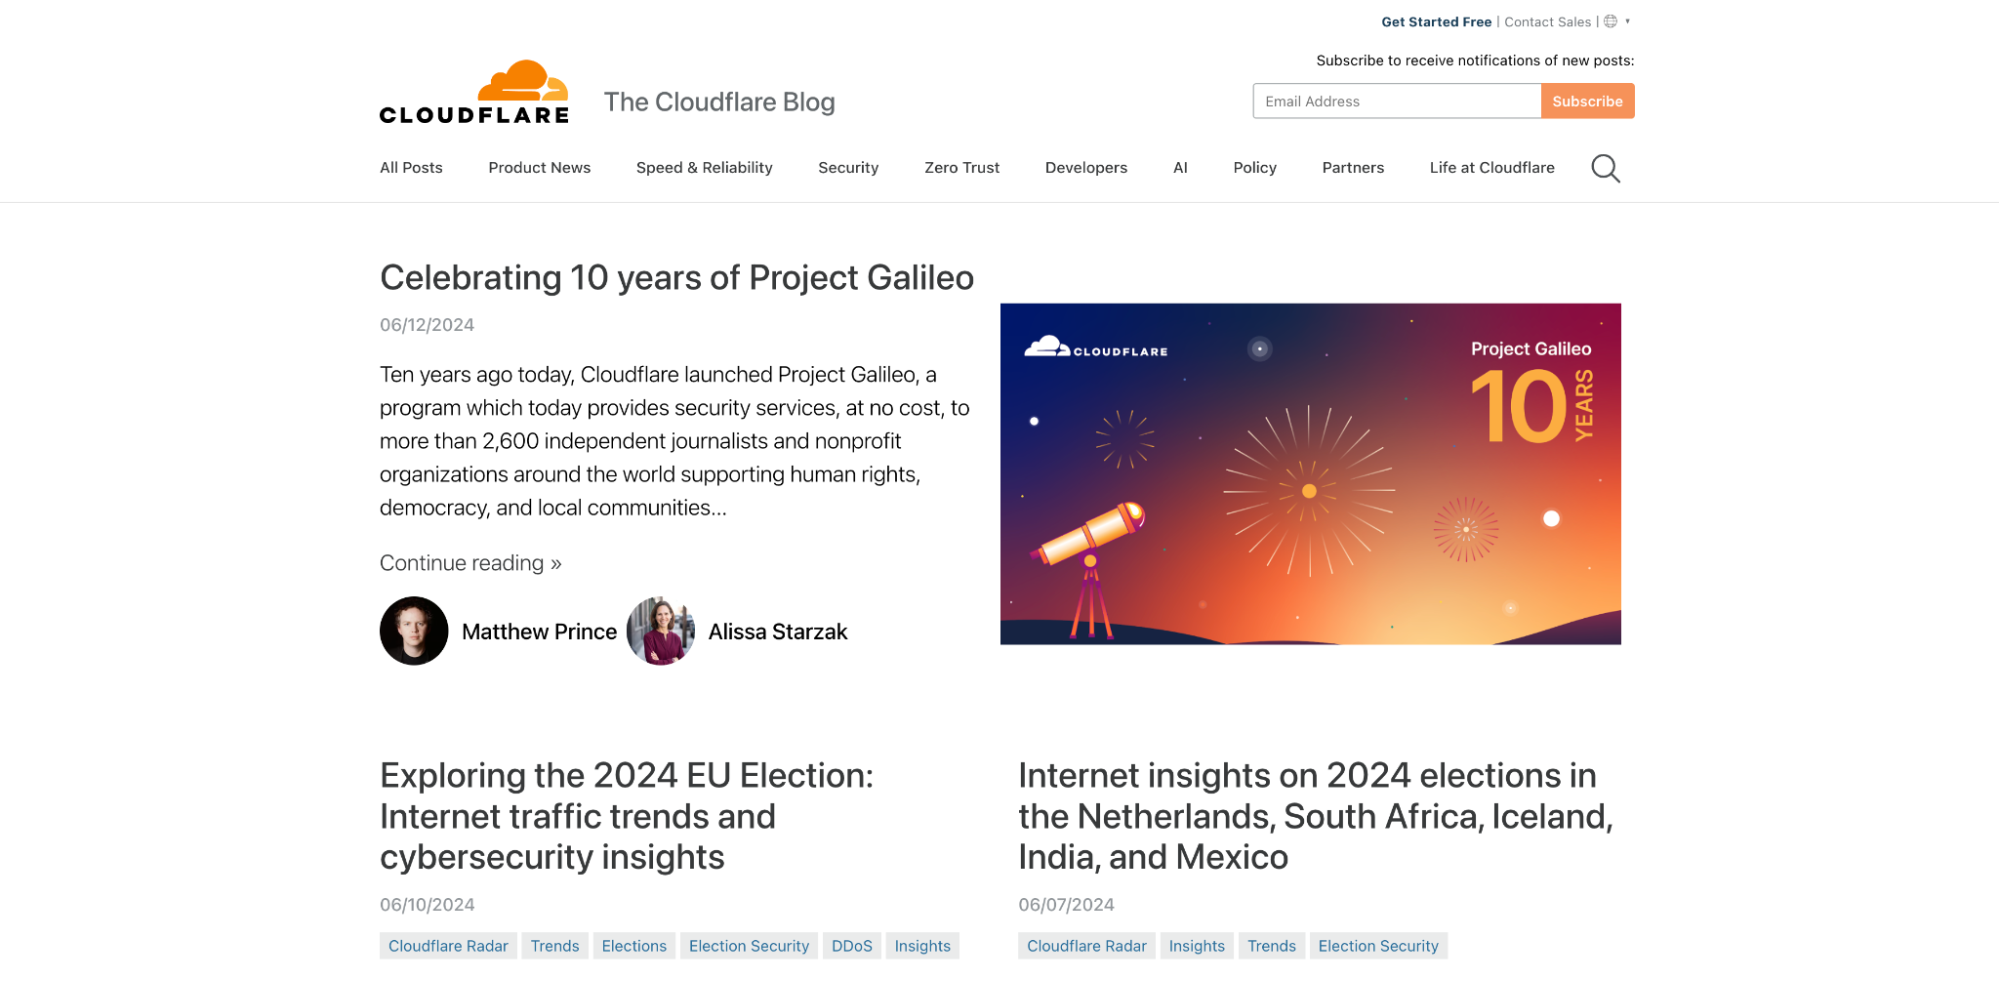 Get Started Free | Contact Sales |
Subscribe to receive notifications of new posts:
CLOUDFLARE
The Cloudflare Blog
Email Address
Subscribe
All Posts Product News Speed & Reliability Security Zero Trust Developers AI Policy Partners Life at Cloudflare
Celebrating 10 years of Project Galileo
06/12/2024
Ten years ago today, Cloudflare launched Project Galileo, a
program which today provides security services, at no cost, to
more than 2,600 independent journalists and nonprofit
organizations around the world supporting human rights,
democracy, and local communities...
Continue reading »
Matthew Prince Alissa Starzak
CLOUDFLARE
Project Galileo
10 YEARS
Exploring the 2024 EU Election:
Internet traffic trends and
cybersecurity insights
06/10/2024
Cloudflare Radar Trends Elections Election Security DDoS Insights
Internet insights on 2024 elections in
the Netherlands, South Africa, Iceland,
India, and Mexico
06/07/2024
Cloudflare Radar Insights Trends Election Security